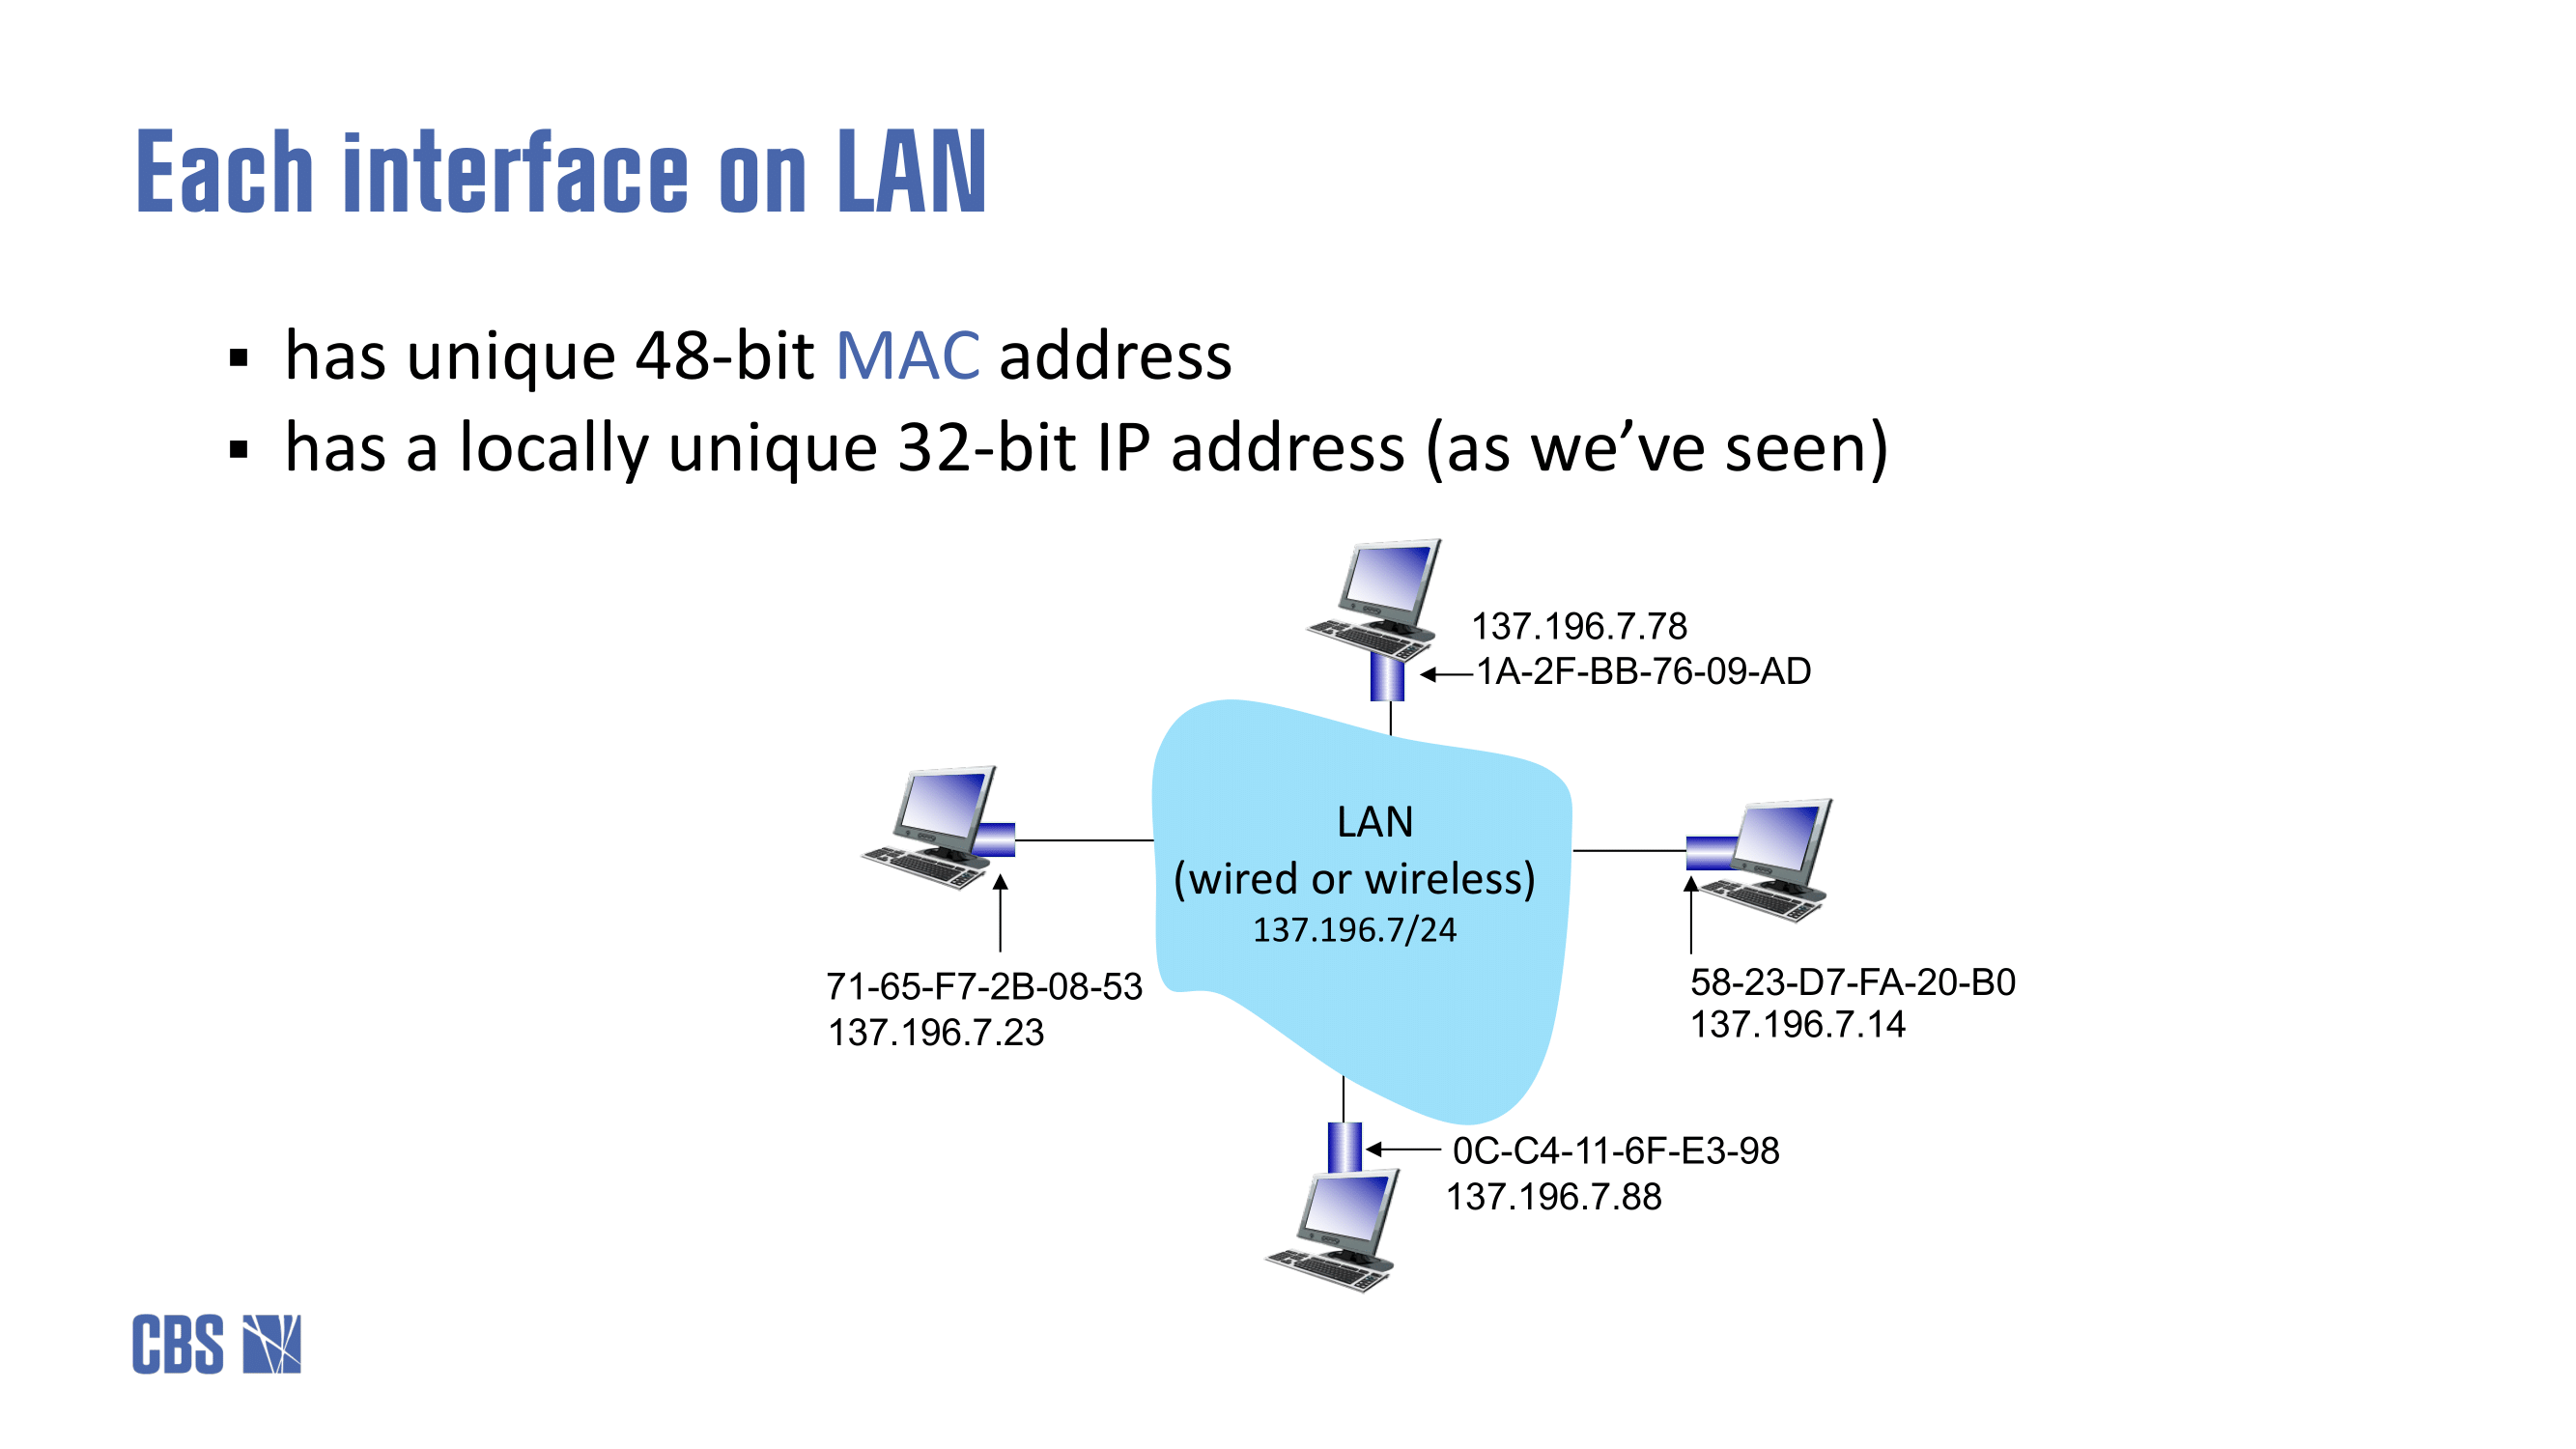 Each interface on LAN
▪ has unique 48-bit MAC address
▪ has a locally unique 32-bit IP address (as we’ve seen)
137.196.7.78
1A-2F-BB-76-09-AD
LAN
(wired or wireless)
137.196.7/24
71-65-F7-2B-08-53
137.196.7.23
58-23-D7-FA-20-B0
137.196.7.14
0C-C4-11-6F-E3-98
137.196.7.88
CBS